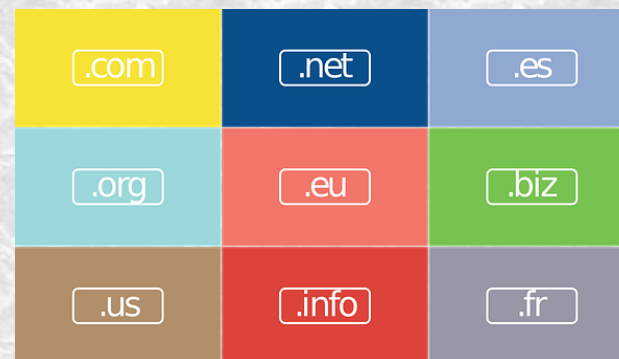 .com
.net
.es
.org
.eu
.biz
.us
.info
.fr